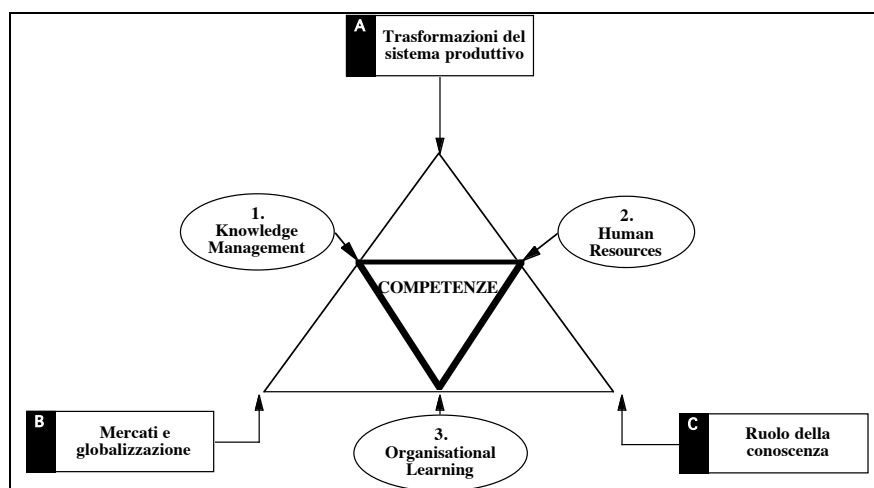 A
Trasformazioni del
sistema produttivo
1.
Knowledge
Management
2.
Human
Resources
COMPETENZE
B
Mercati e
globalizzazione
3.
Organisational
Learning
C
Ruolo della
conoscenza